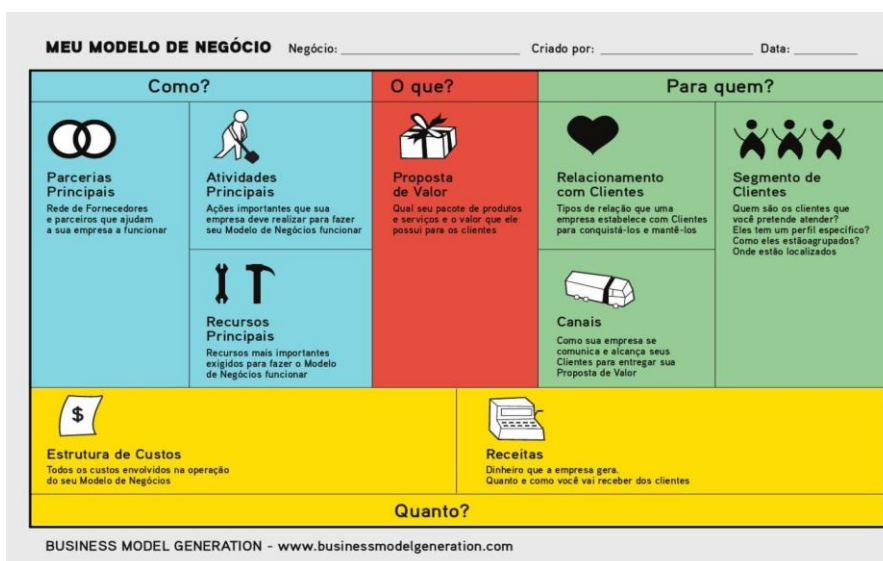 MEU MODELO DE NEGÓCIO Negócio: Criado por: Data:
Como?
O que?
Para quem?
Parcerias
Principais
Rede de Fornecedores
e parceiros que ajudam
a sua empresa a funcionar
Atividades
Principais
Ações importantes que sua
empresa deve realizar para fazer
seu Modelo de Negócios funcionar
Recursos
Principais
Recursos mais importantes
exigidos para fazer o Modelo
de Negócios funcionar
Proposta
de Valor
Qual seu pacote de produtos
e serviços e o valor que ele
possui para os clientes
Relacionamento
com Clientes
Tipos de relação que uma
empresa estabelece com Clientes
para conquistá-los e mantê-los
Canais
Como sua empresa se
comunica e alcança seus
Clientes para entregar sua
Proposta de Valor
Segmento de
Clientes
Quem são os clientes que
você pretende atender?
Eles tem um perfil específico?
Como eles estãoagrupados?
Onde estão localizados
$
Estrutura de Custos
Todos os custos envolvidos na operação
do seu Modelo de Negócios
Receitas
Dinheiro que a empresa gera.
Quanto e como você vai receber dos clientes
Quanto?
BUSINESS MODEL GENERATION - www.businessmodelgeneration.com